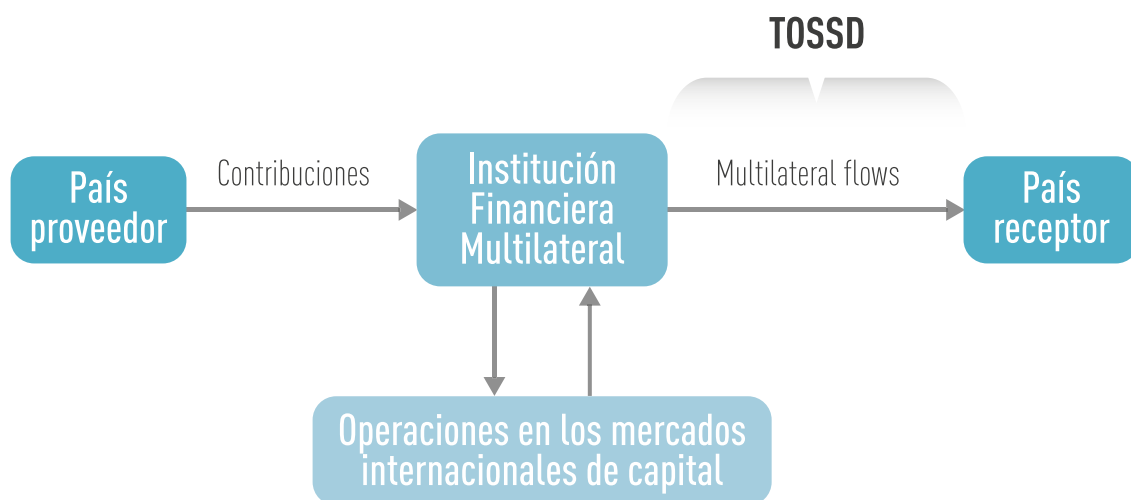 TOSSD
País
proveedor
Contribuciones
Institución
Financiera
Multilateral
Multilateral flows
País
receptor
Operaciones en los mercados
internacionales de capital